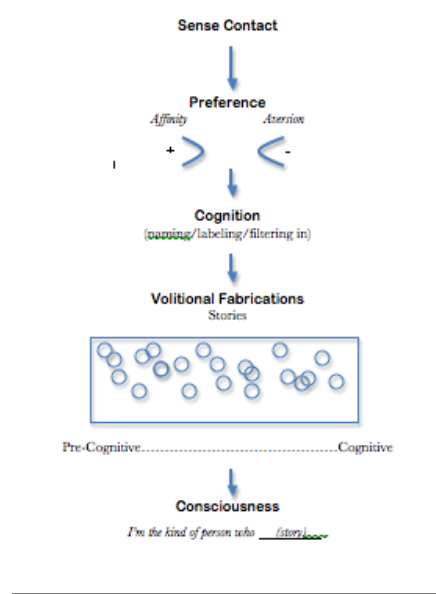 Sense Contact
Preference
Affinity Aversion
+ -
Cognition
(naming/labeling/filtering in)
Volitional Fabrications
Stories
Pre-Cognitive.................................................Cognitive
Consciousness
I'm the kind of person who ___(story)____